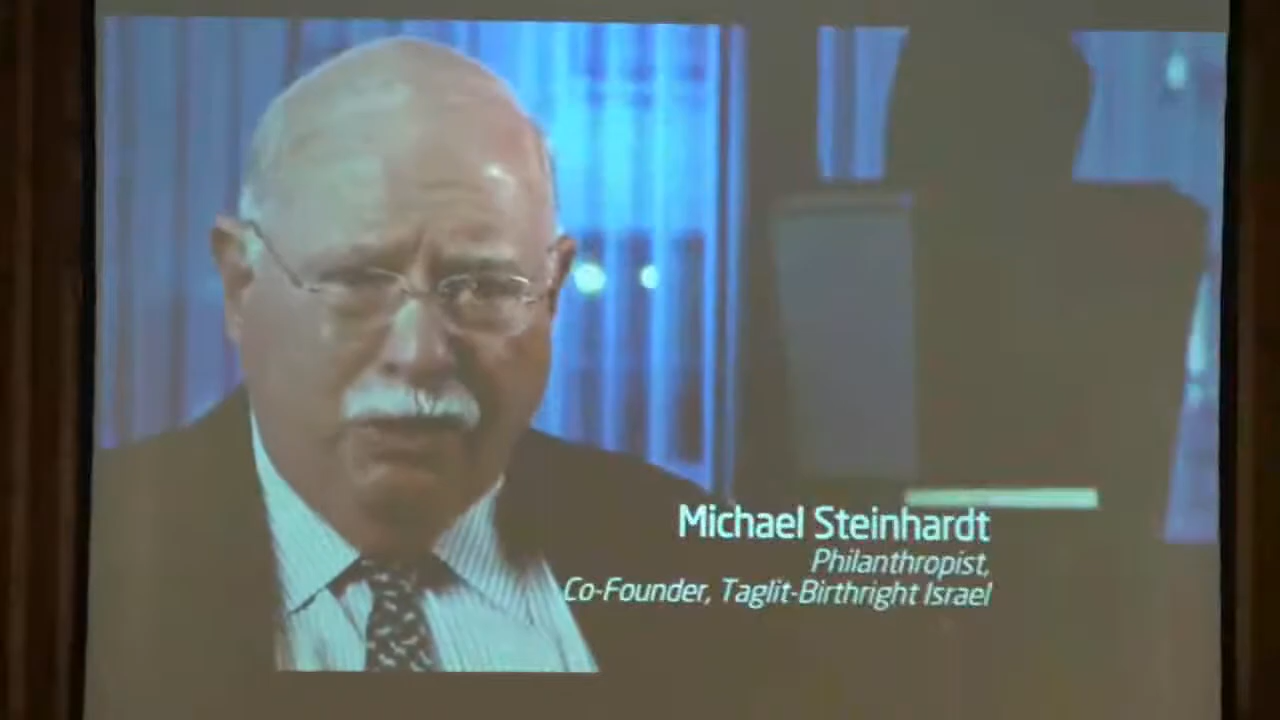 Michael Steinhardt
Philanthropist,
Co-Founder, Taglit-Birthright Israel